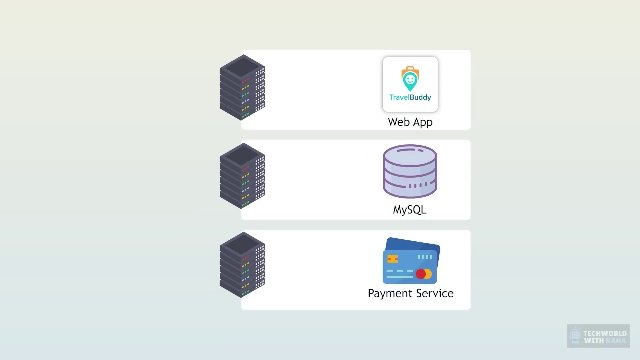 TravelBuddy
Web App
MySQL
Payment Service
TECHWORLD
WITH NANA